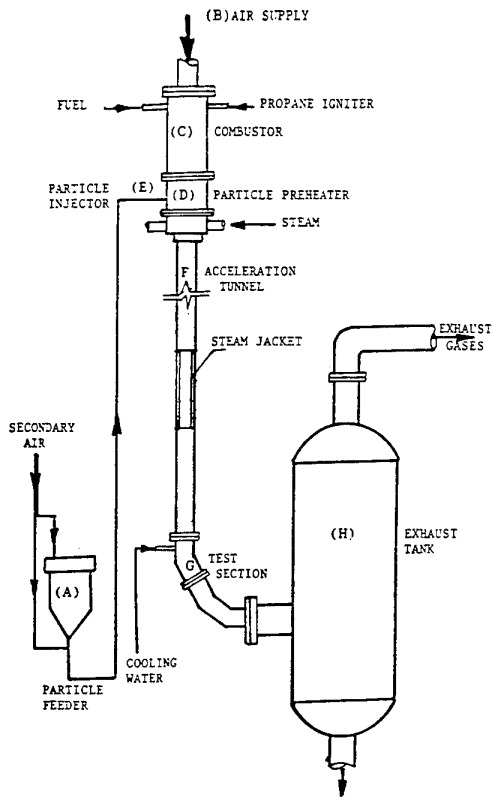 (B)AIR SUPPLY
FUEL
PROPANE IGNITER
(C)
COMBUSTOR
(E)
PARTICLE
INJECTOR
(D)
PARTICLE PREHEATER
STEAM
F
ACCELERATION
TUNNEL
STEAM JACKET
EXHAUST
GASES
SECONDARY
AIR
(H)
EXHAUST
TANK
G
TEST
SECTION
(A)
COOLING
WATER
PARTICLE
FEEDER